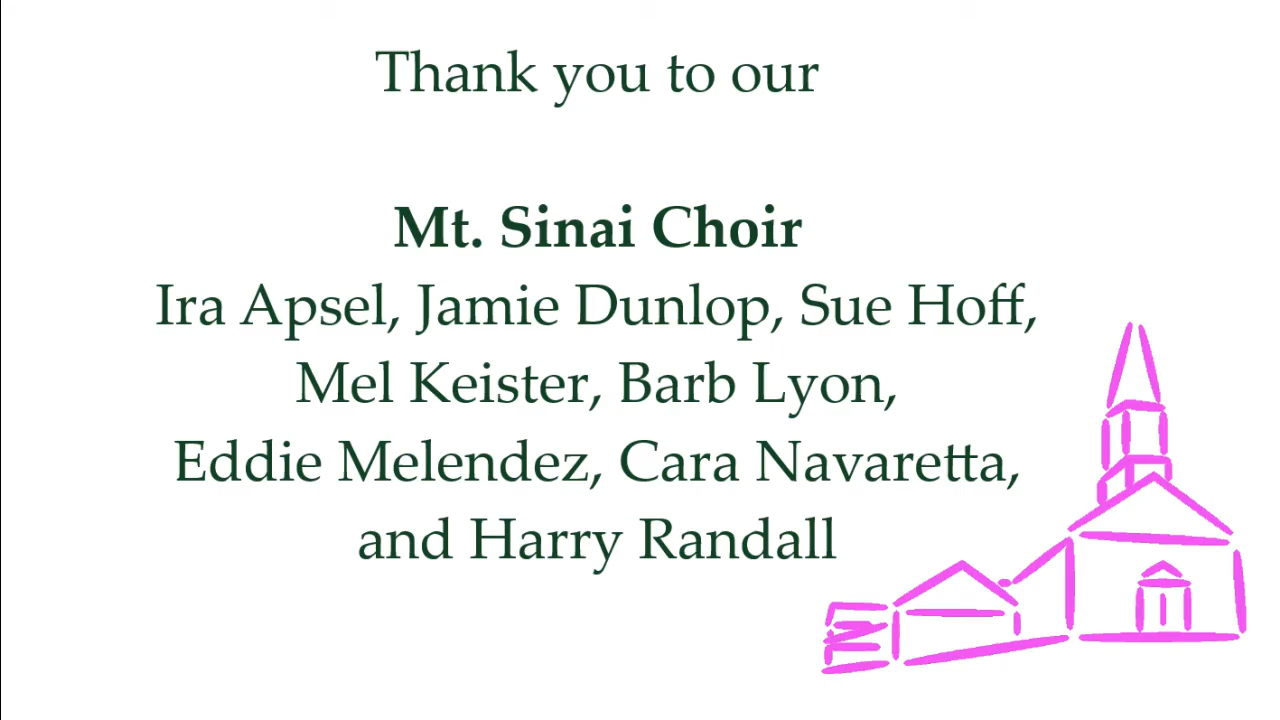 Thank you to our
Mt. Sinai Choir
Ira Apsel, Jamie Dunlop, Sue Hoff,
Mel Keister, Barb Lyon,
Eddie Melendez, Cara Navaretta,
and Harry Randall